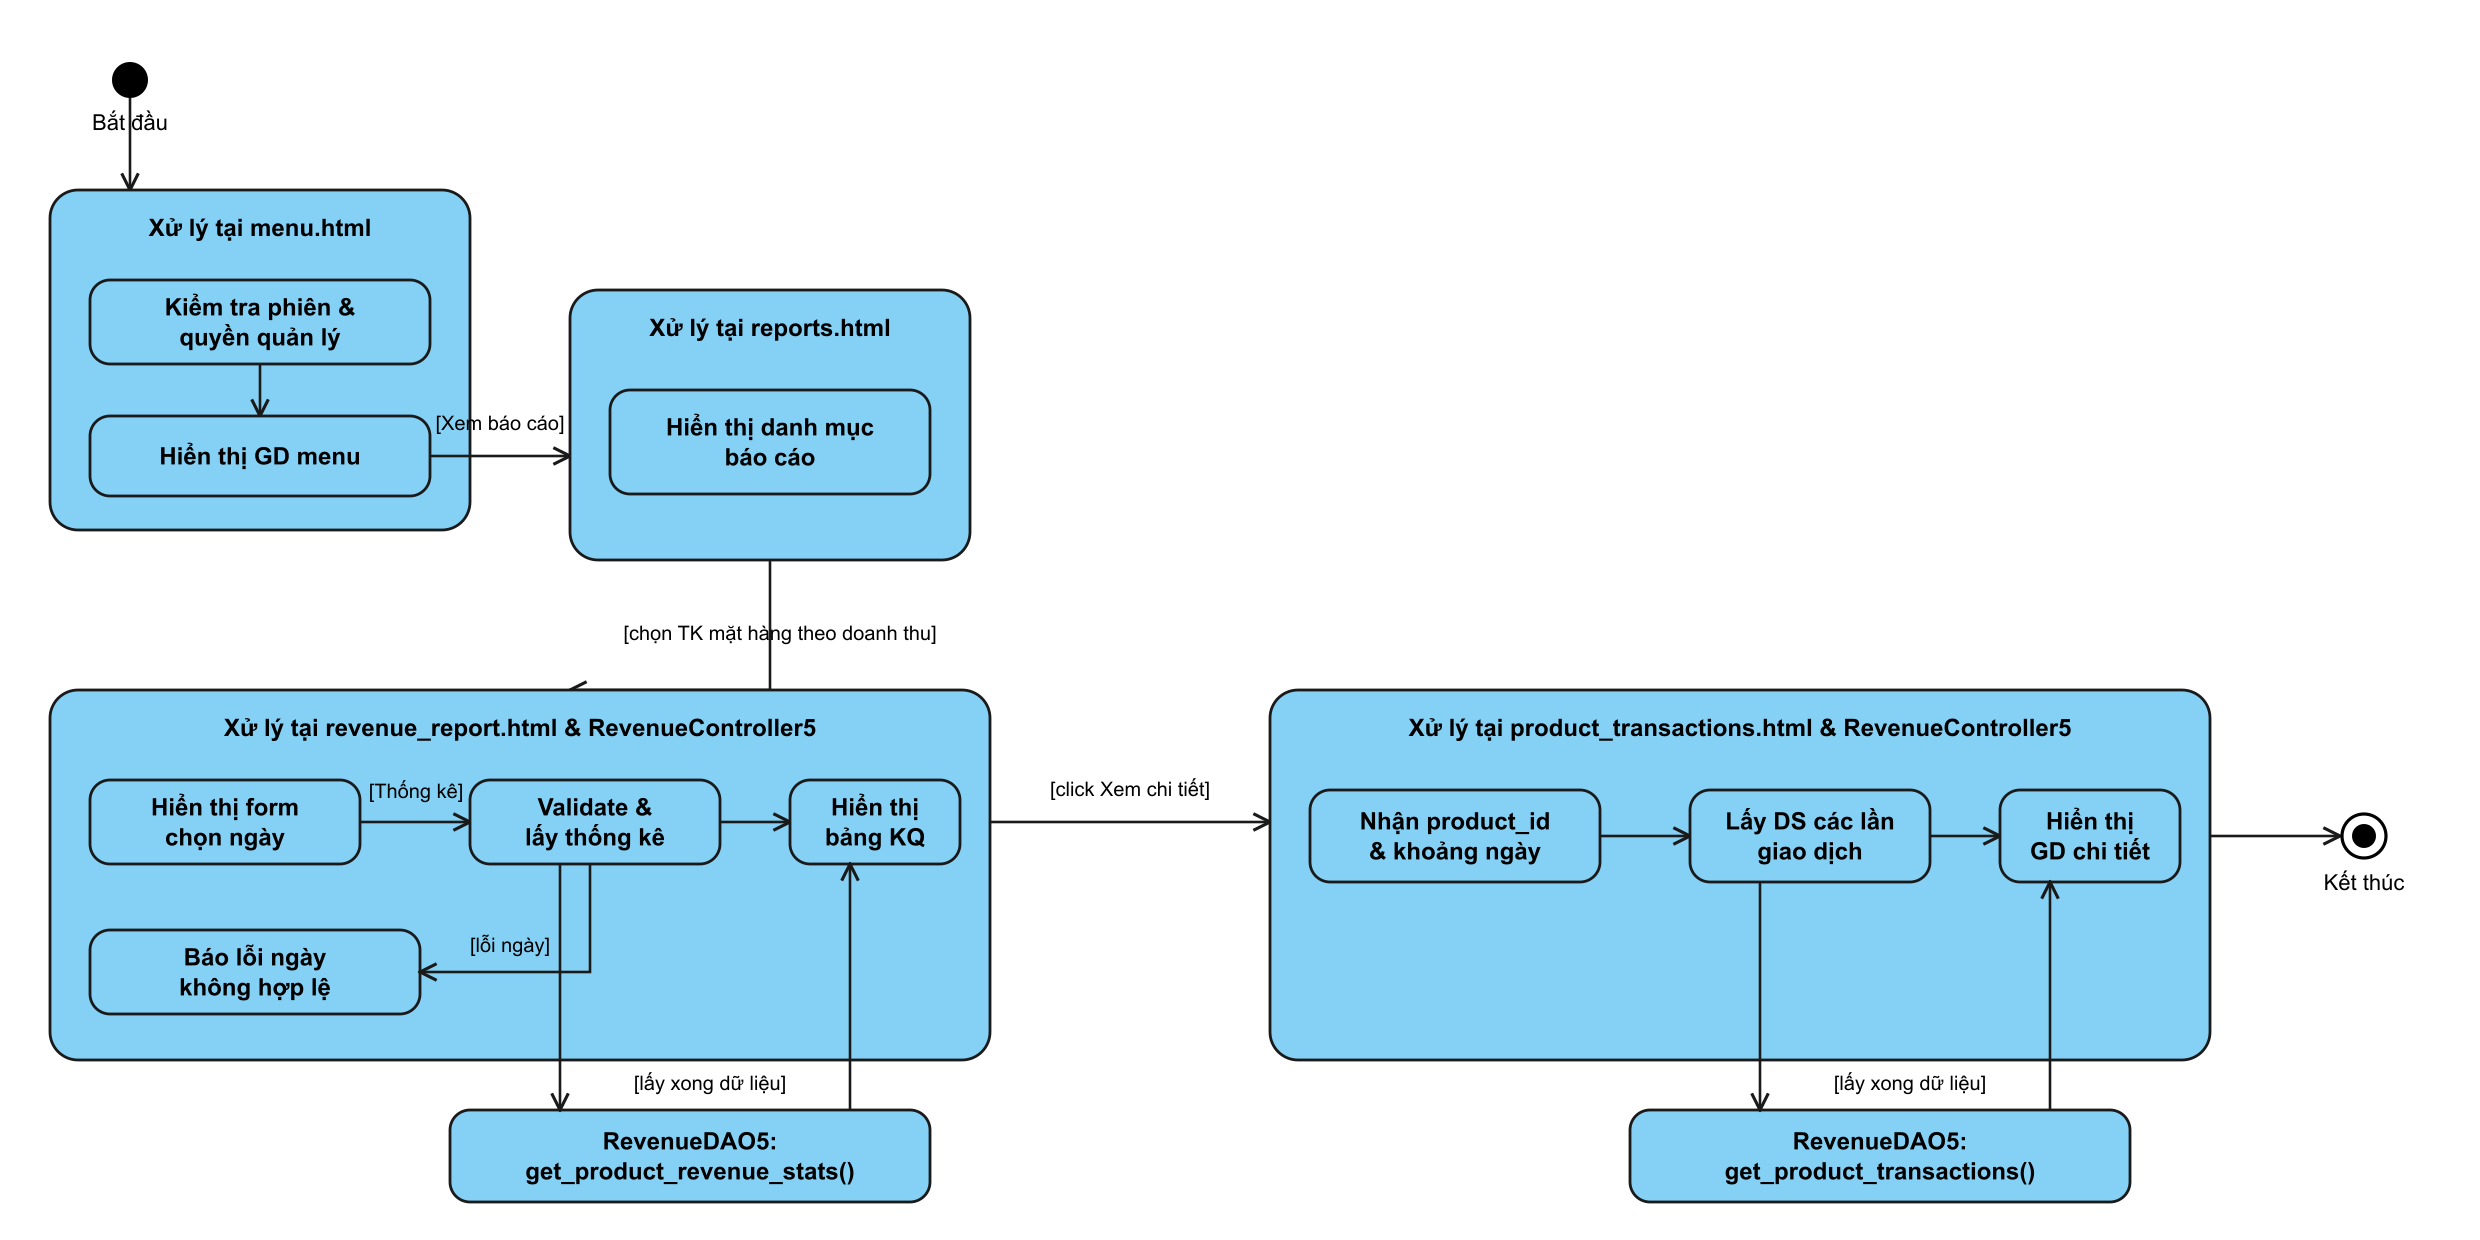 Bắt đầu
Xử lý tại menu.html
Kiểm tra phiên &
quyền quản lý
Hiển thị GD menu
[Xem báo cáo]
Xử lý tại reports.html
Hiển thị danh mục
báo cáo
[chọn TK mặt hàng theo doanh thu]
Xử lý tại revenue_report.html & RevenueController5
Hiển thị form
chọn ngày
[Thống kê]
Validate &
lấy thống kê
Hiển thị
bảng KQ
Báo lỗi ngày
không hợp lệ
[lỗi ngày]
[lấy xong dữ liệu]
RevenueDAO5:
get_product_revenue_stats()
[click Xem chi tiết]
Xử lý tại product_transactions.html & RevenueController5
Nhận product_id
& khoảng ngày
Lấy DS các lần
giao dịch
Hiển thị
GD chi tiết
[lấy xong dữ liệu]
RevenueDAO5:
get_product_transactions()
Kết thúc